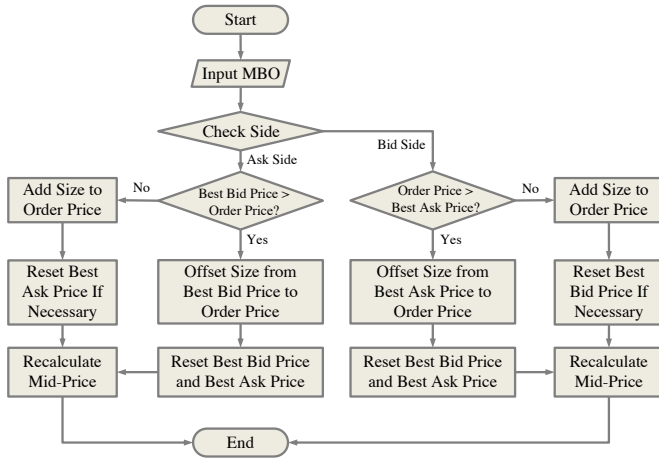 Start
Input MBO
Check Side
Ask Side
Bid Side
Add Size to
Order Price
No
Best Bid Price >
Order Price?
Order Price >
Best Ask Price?
No
Add Size to
Order Price
Yes
Yes
Reset Best
Ask Price If
Necessary
Offset Size from
Best Bid Price to
Order Price
Offset Size from
Best Ask Price to
Order Price
Reset Best
Bid Price If
Necessary
Recalculate
Mid-Price
Reset Best Bid Price
and Best Ask Price
Reset Best Bid Price
and Best Ask Price
Recalculate
Mid-Price
End